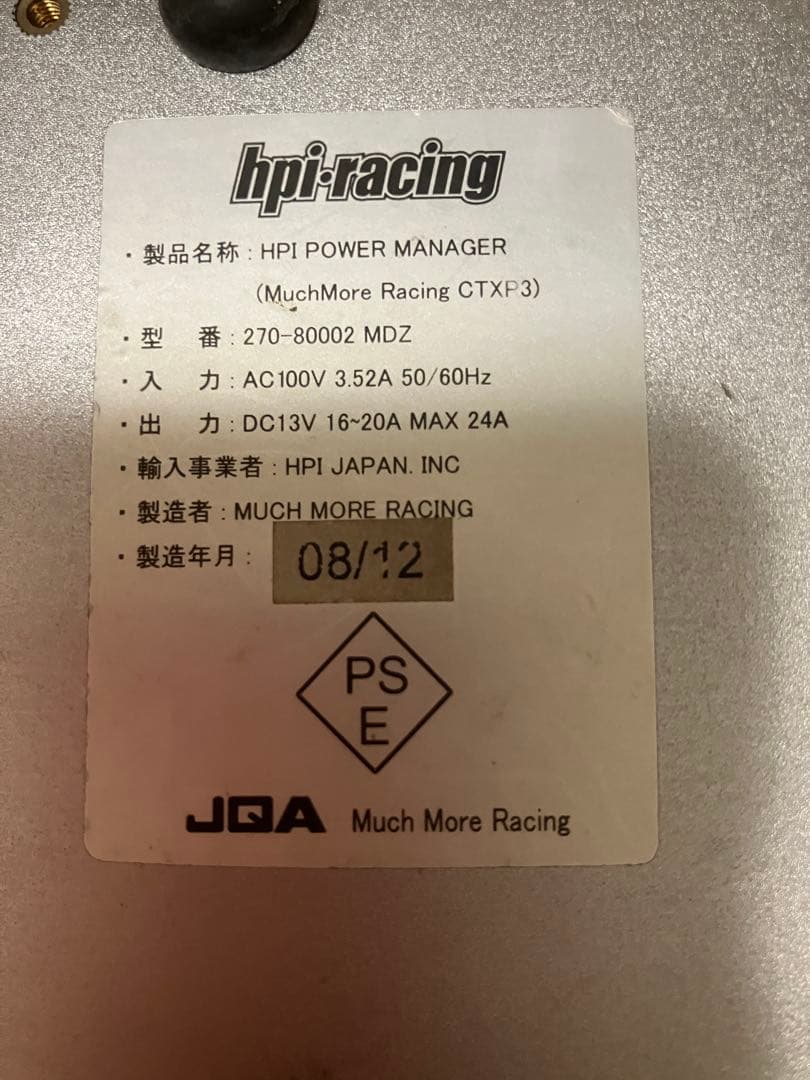 hpi·racing
・製品名称 : HPI POWER MANAGER
(MuchMore Racing CTXP3)
・型 番 : 270-80002 MDZ
・入 力 : AC100V 3.52A 50/60Hz
・出 力 : DC13V 16~20A MAX 24A
・輸入事業者 : HPI JAPAN. INC
・製造者 : MUCH MORE RACING
・製造年月 : 08/12
PS
E
JQA Much More Racing